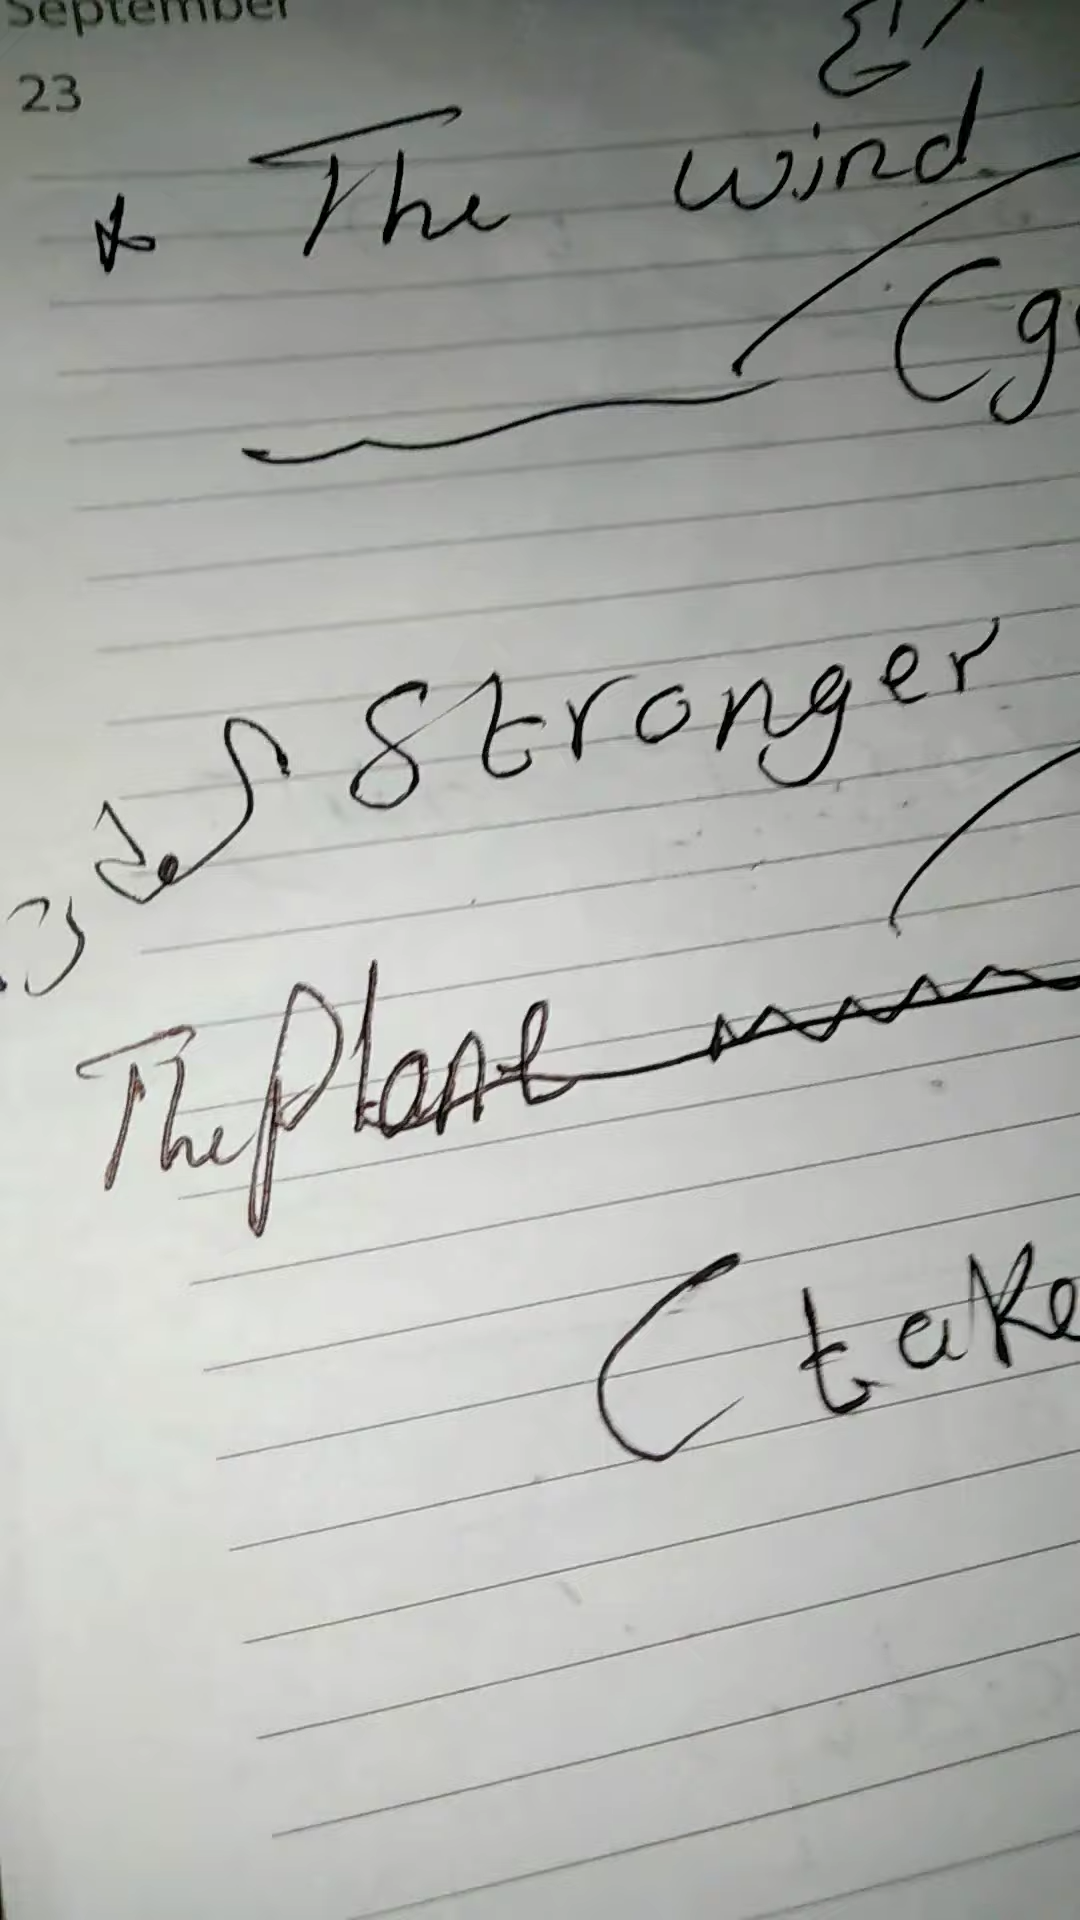 September
23
The wind
(g
Stronger
The Plane
(take